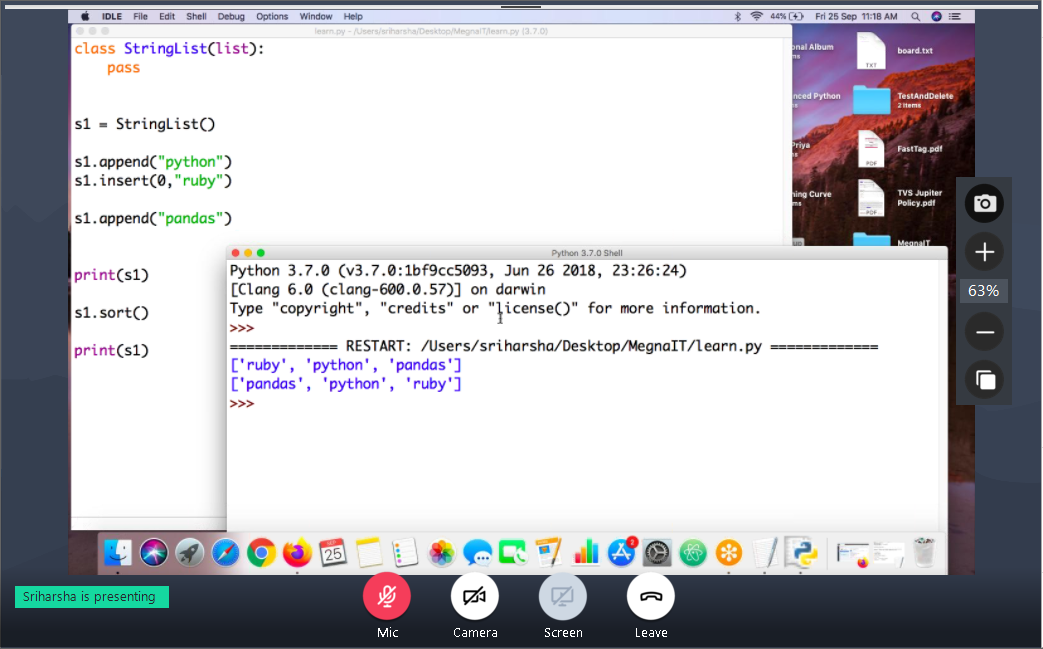 IDLE File Edit Shell Debug Options Window Help 44% Fri 25 Sep 11:18 AM
learn.py - /Users/sriharsha/Desktop/MegnaIT/learn.py (3.7.0)
class StringList(list):
pass
s1 = StringList()
s1.append("python")
s1.insert(0,"ruby")
s1.append("pandas")
print(s1)
s1.sort()
print(s1)
onal Album
board.txt
TXT
nced Python
TestAndDelete
2 items
Priya
FastTag.pdf
PDF
ning Curve
TVS Jupiter
Policy.pdf
PDF
MegnaIT
Python 3.7.0 Shell
Python 3.7.0 (v3.7.0:1bf9cc5093, Jun 26 2018, 23:26:24)
[Clang 6.0 (clang-600.0.57)] on darwin
Type "copyright", "credits" or "license()" for more information.
>>>
============= RESTART: /Users/sriharsha/Desktop/MegnaIT/learn.py =============
['ruby', 'python', 'pandas']
['pandas', 'python', 'ruby']
>>>
63%
SEP
25
2
Sriharsha is presenting
Mic Camera Screen Leave